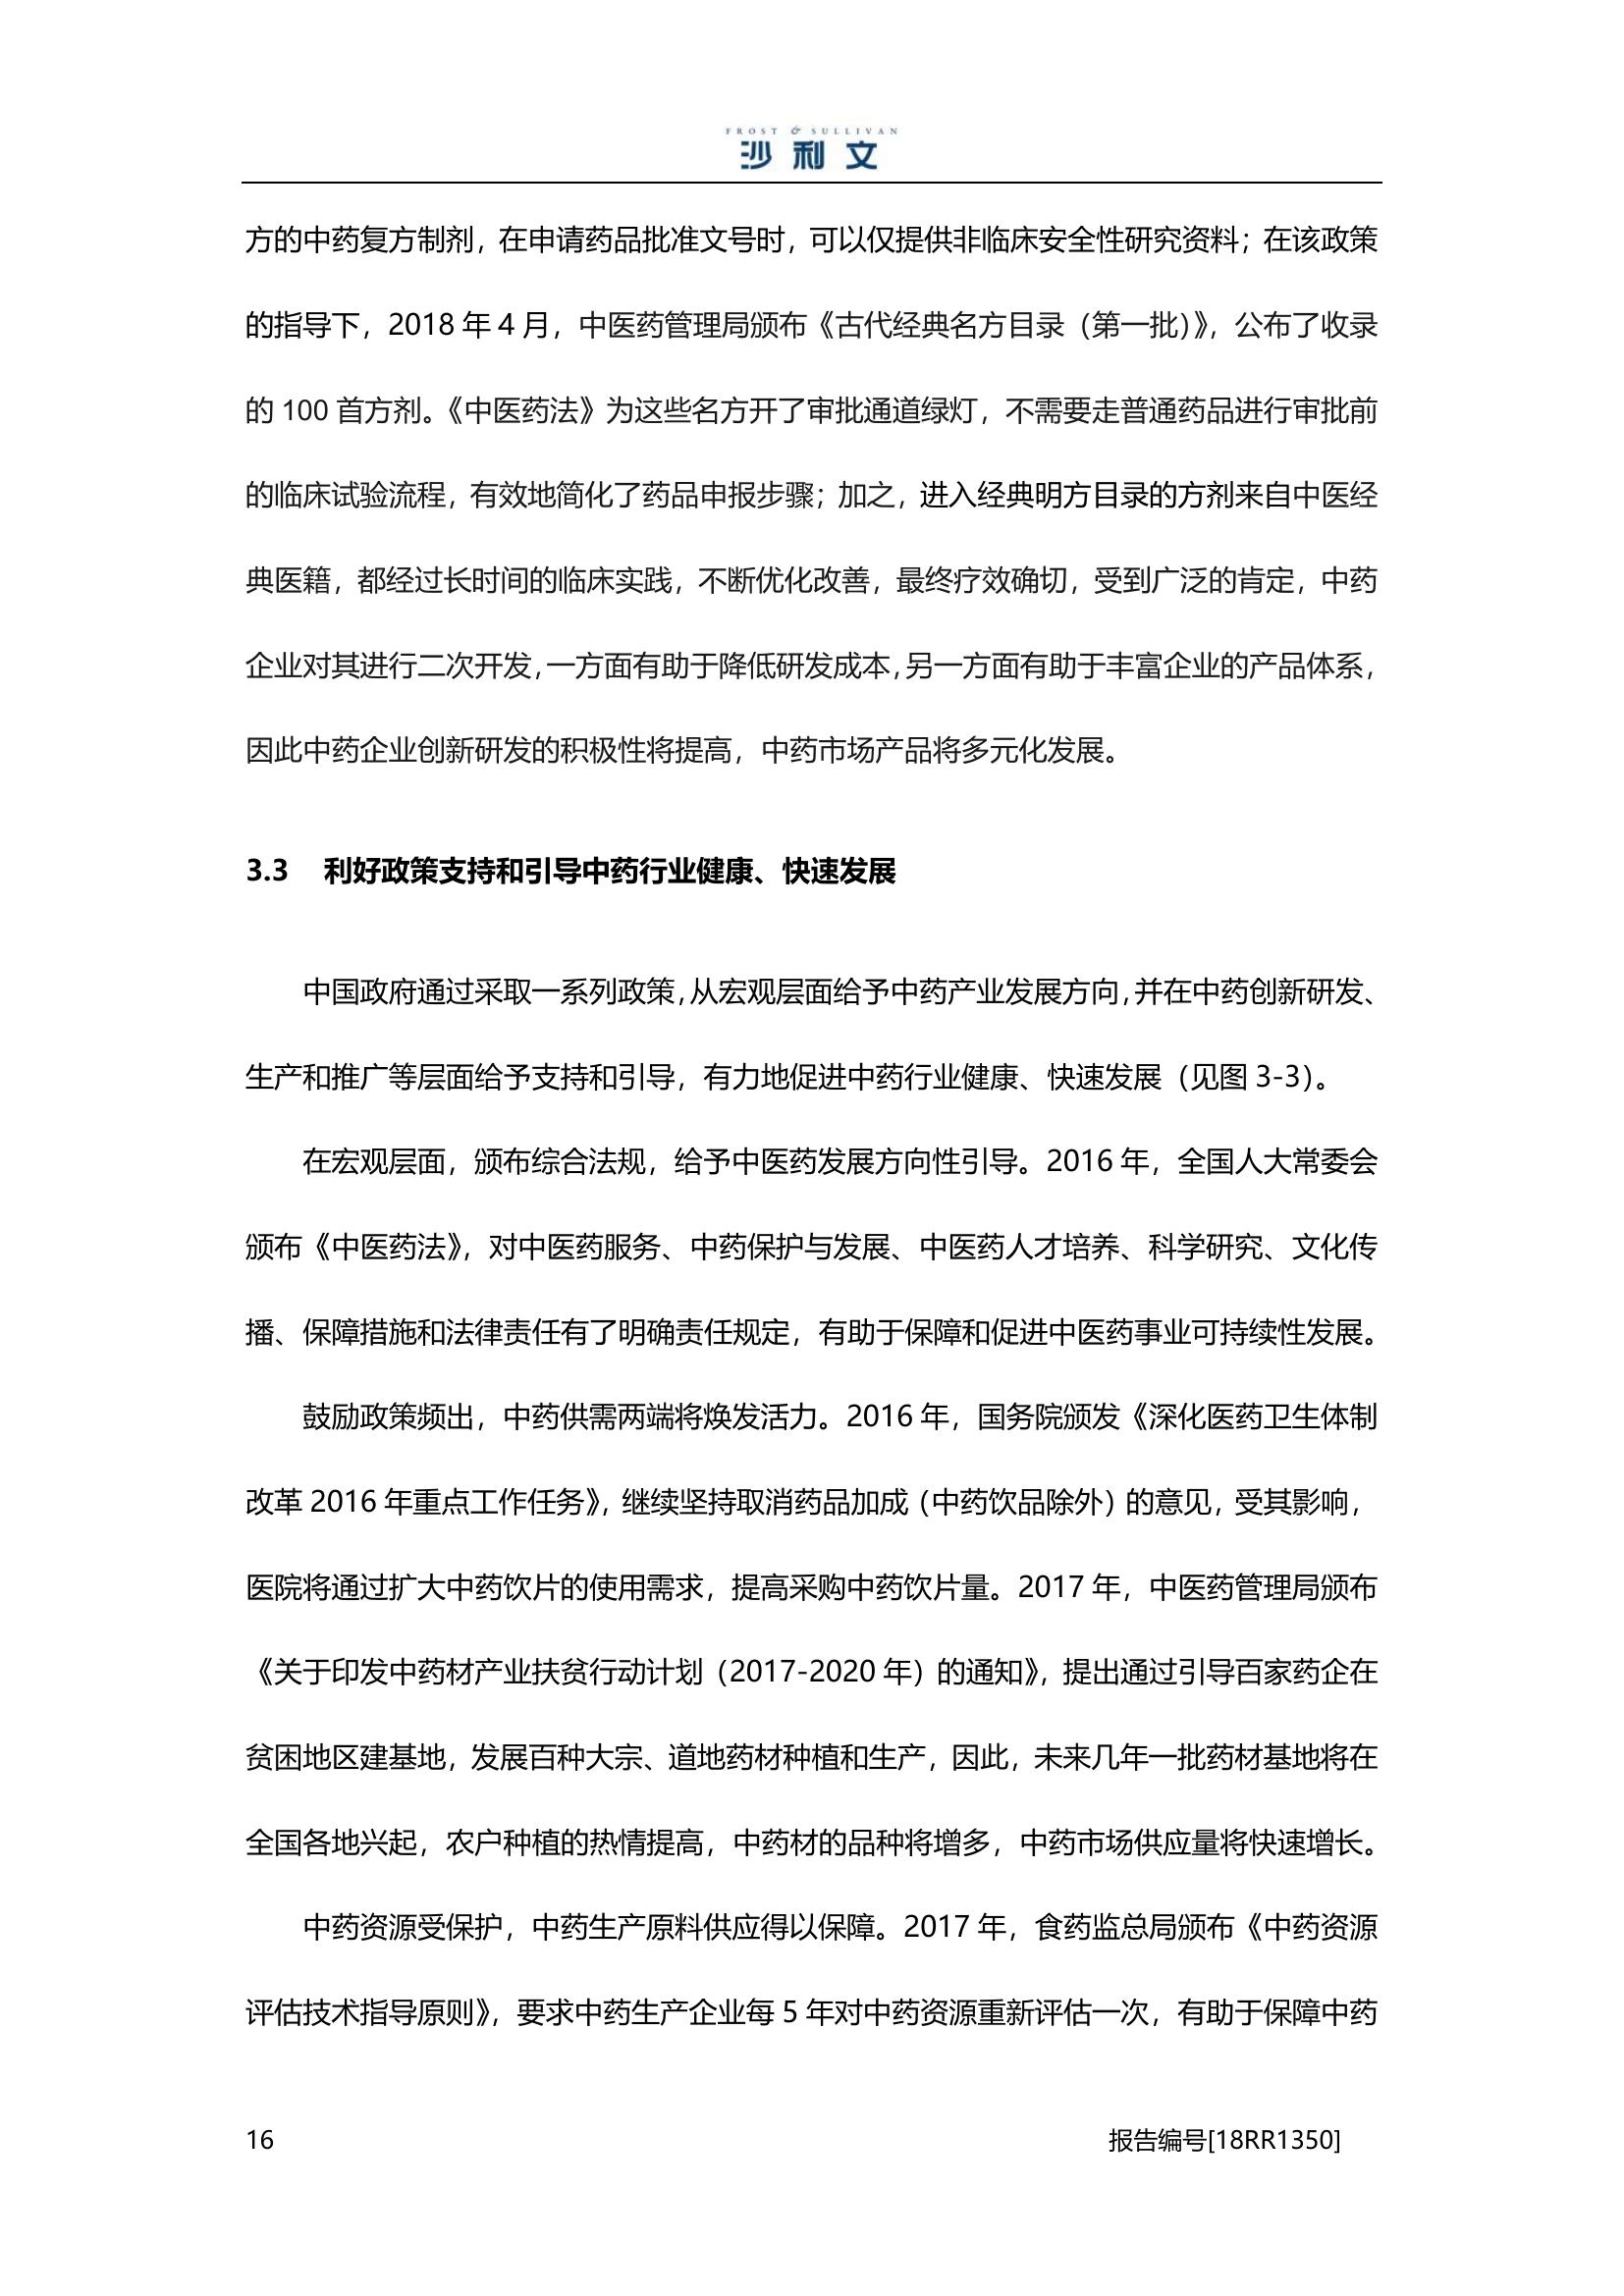 FROST & SULLIVAN
沙利文
方的中药复方制剂，在申请药品批准文号时，可以仅提供非临床安全性研究资料；在该政策
的指导下，2018 年 4 月，中医药管理局颁布《古代经典名方目录（第一批）》，公布了收录
的 100 首方剂。《中医药法》为这些名方开了审批通道绿灯，不需要走普通药品进行审批前
的临床试验流程，有效地简化了药品申报步骤；加之，进入经典明方目录的方剂来自中医经
典医籍，都经过长时间的临床实践，不断优化改善，最终疗效确切，受到广泛的肯定，中药
企业对其进行二次开发，一方面有助于降低研发成本，另一方面有助于丰富企业的产品体系，
因此中药企业创新研发的积极性将提高，中药市场产品将多元化发展。
3.3 利好政策支持和引导中药行业健康、快速发展
中国政府通过采取一系列政策，从宏观层面给予中药产业发展方向，并在中药创新研发、
生产和推广等层面给予支持和引导，有力地促进中药行业健康、快速发展（见图 3-3）。
在宏观层面，颁布综合法规，给予中医药发展方向性引导。2016 年，全国人大常委会
颁布《中医药法》，对中医药服务、中药保护与发展、中医药人才培养、科学研究、文化传
播、保障措施和法律责任有了明确责任规定，有助于保障和促进中医药事业可持续性发展。
鼓励政策频出，中药供需两端将焕发活力。2016 年，国务院颁发《深化医药卫生体制
改革 2016 年重点工作任务》，继续坚持取消药品加成（中药饮品除外）的意见，受其影响，
医院将通过扩大中药饮片的使用需求，提高采购中药饮片量。2017 年，中医药管理局颁布
《关于印发中药材产业扶贫行动计划（2017-2020 年）的通知》，提出通过引导百家药企在
贫困地区建基地，发展百种大宗、道地药材种植和生产，因此，未来几年一批药材基地将在
全国各地兴起，农户种植的热情提高，中药材的品种将增多，中药市场供应量将快速增长。
中药资源受保护，中药生产原料供应得以保障。2017 年，食药监总局颁布《中药资源
评估技术指导原则》，要求中药生产企业每 5 年对中药资源重新评估一次，有助于保障中药
16
报告编号[18RR1350]